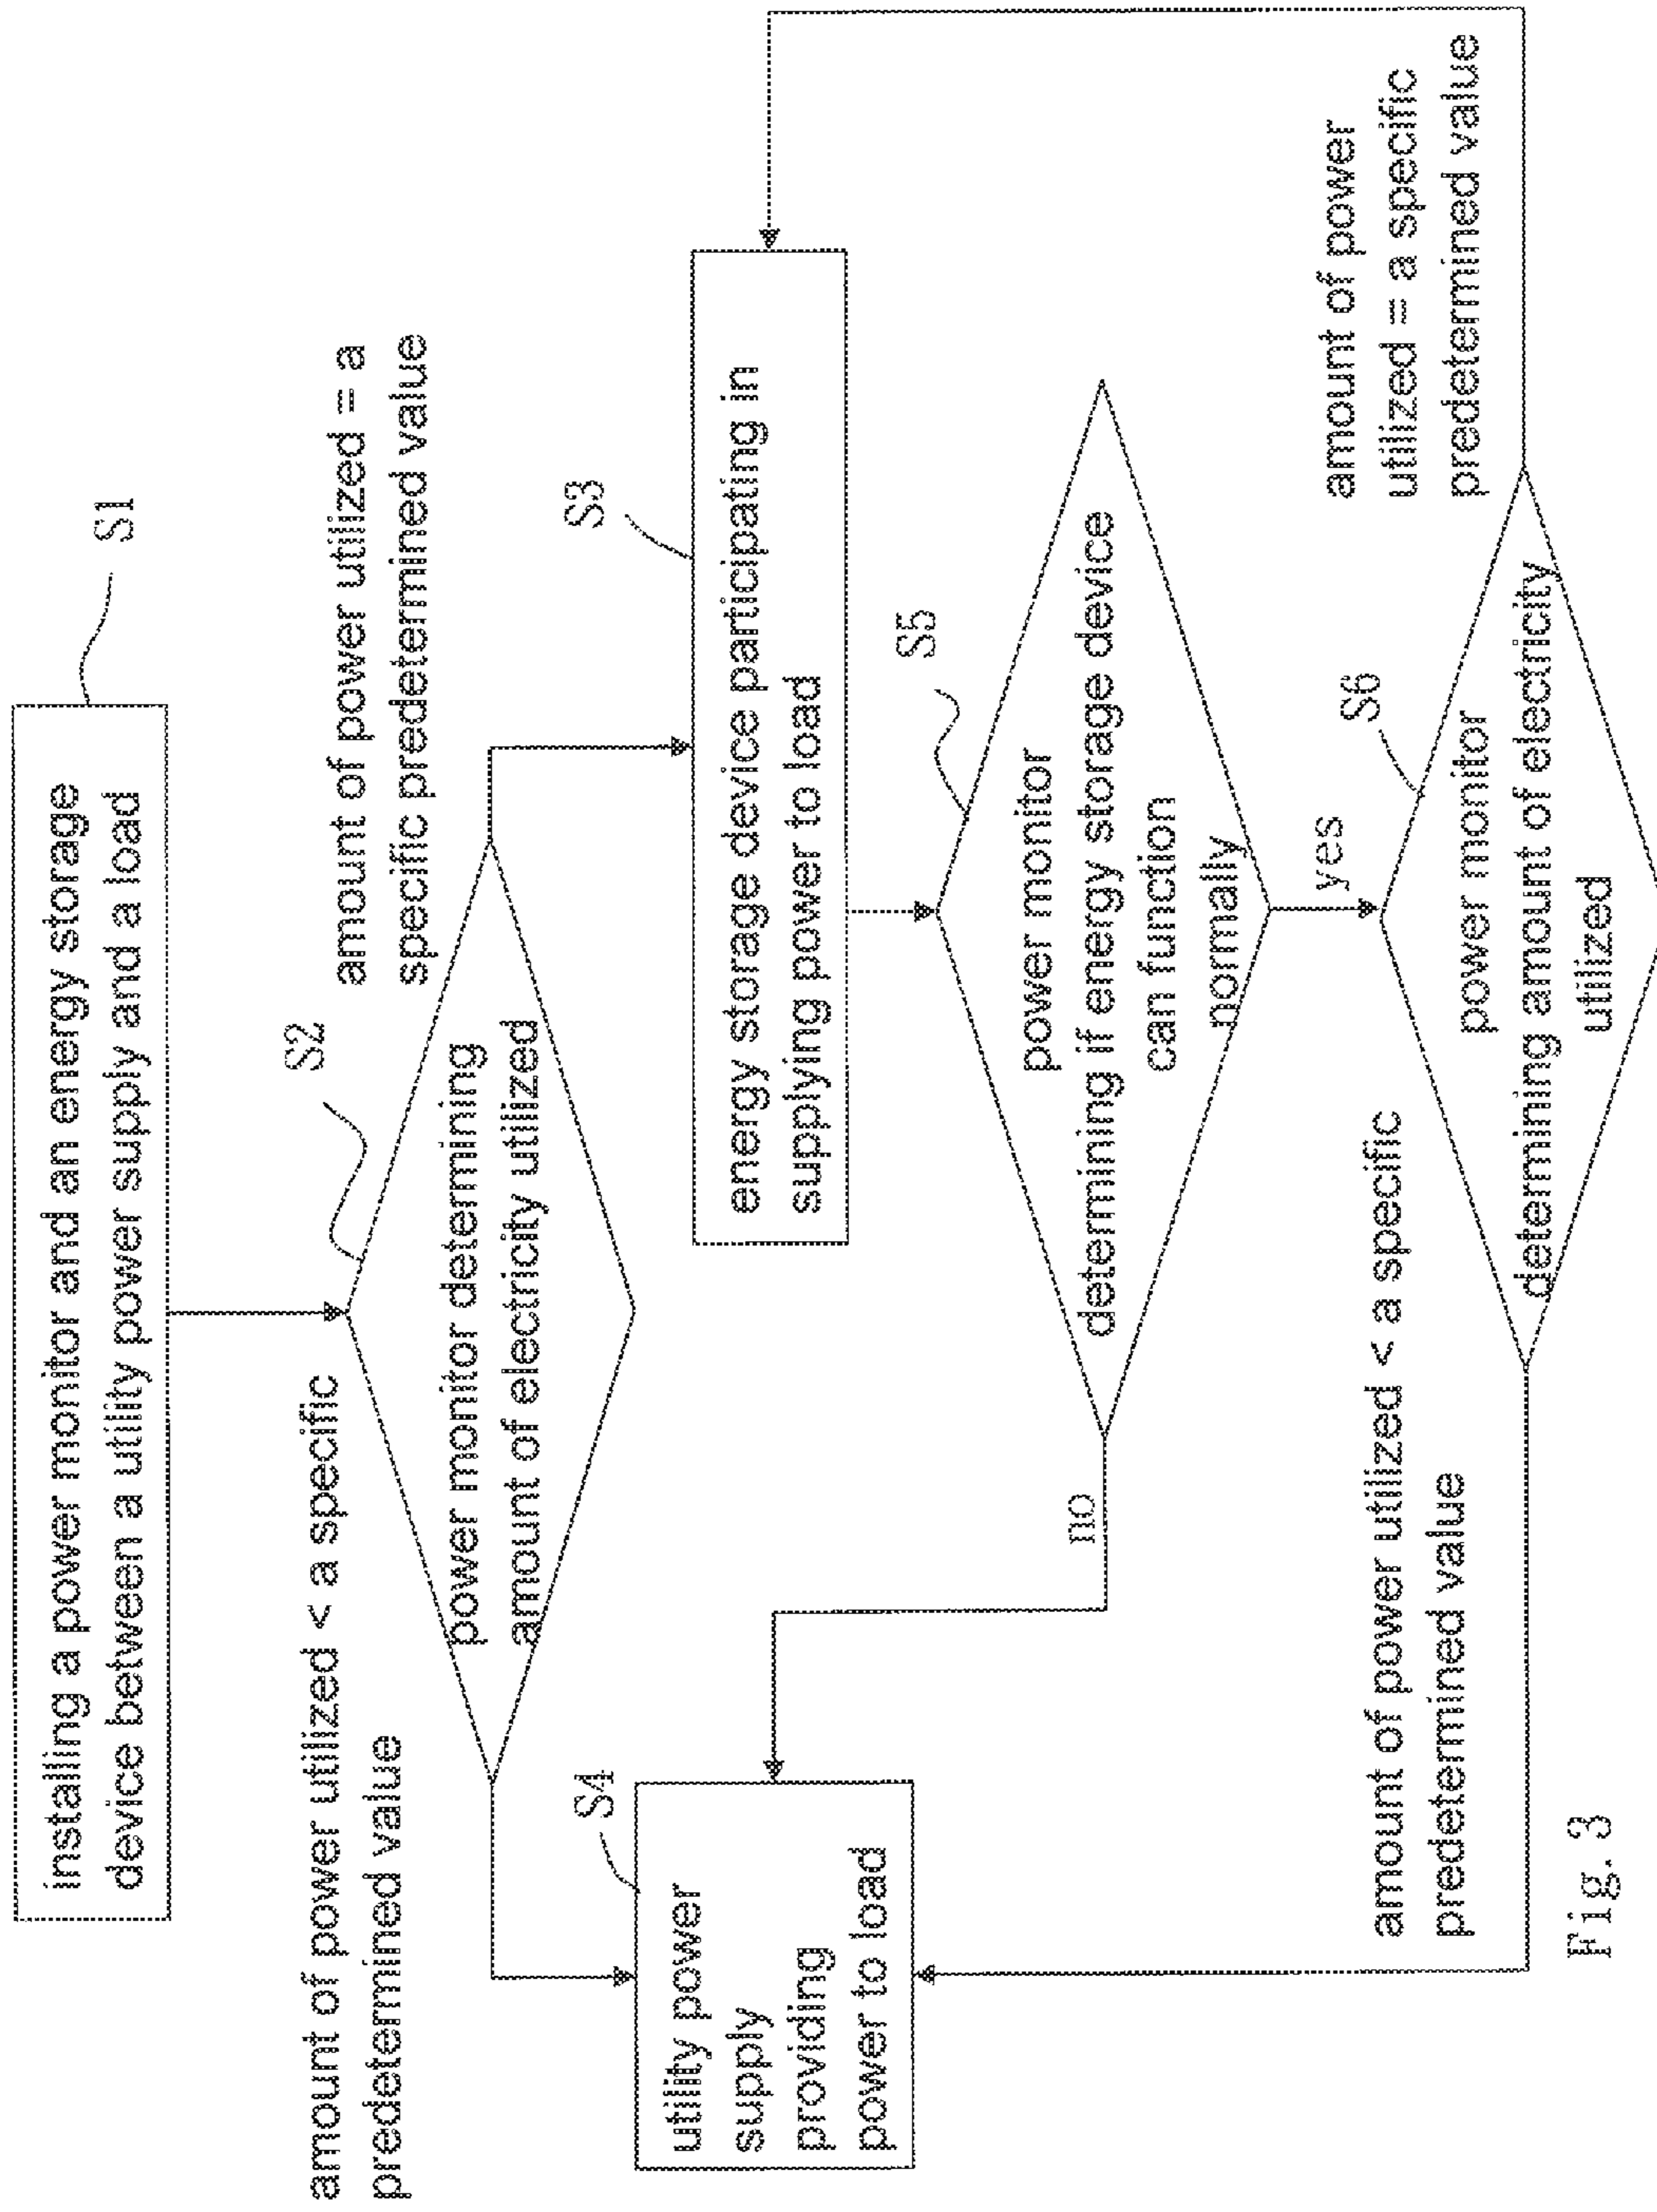 installing a power monitor and an energy storage
device between a utility power supply and a load
S1
amount of power utilized < a specific
predetermined value
S2
power monitor determining
amount of electricity utilized
amount of power utilized = a
specific predetermined value
S3
energy storage device participating in
supplying power to load
S4
utility power
supply
providing
power to load
S5
power monitor
determining if energy storage device
can function
normally
no
yes
S6
power monitor
determining amount of electricity
utilized
amount of power utilized < a specific
predetermined value
amount of power
utilized = a specific
predetermined value
Fig. 3